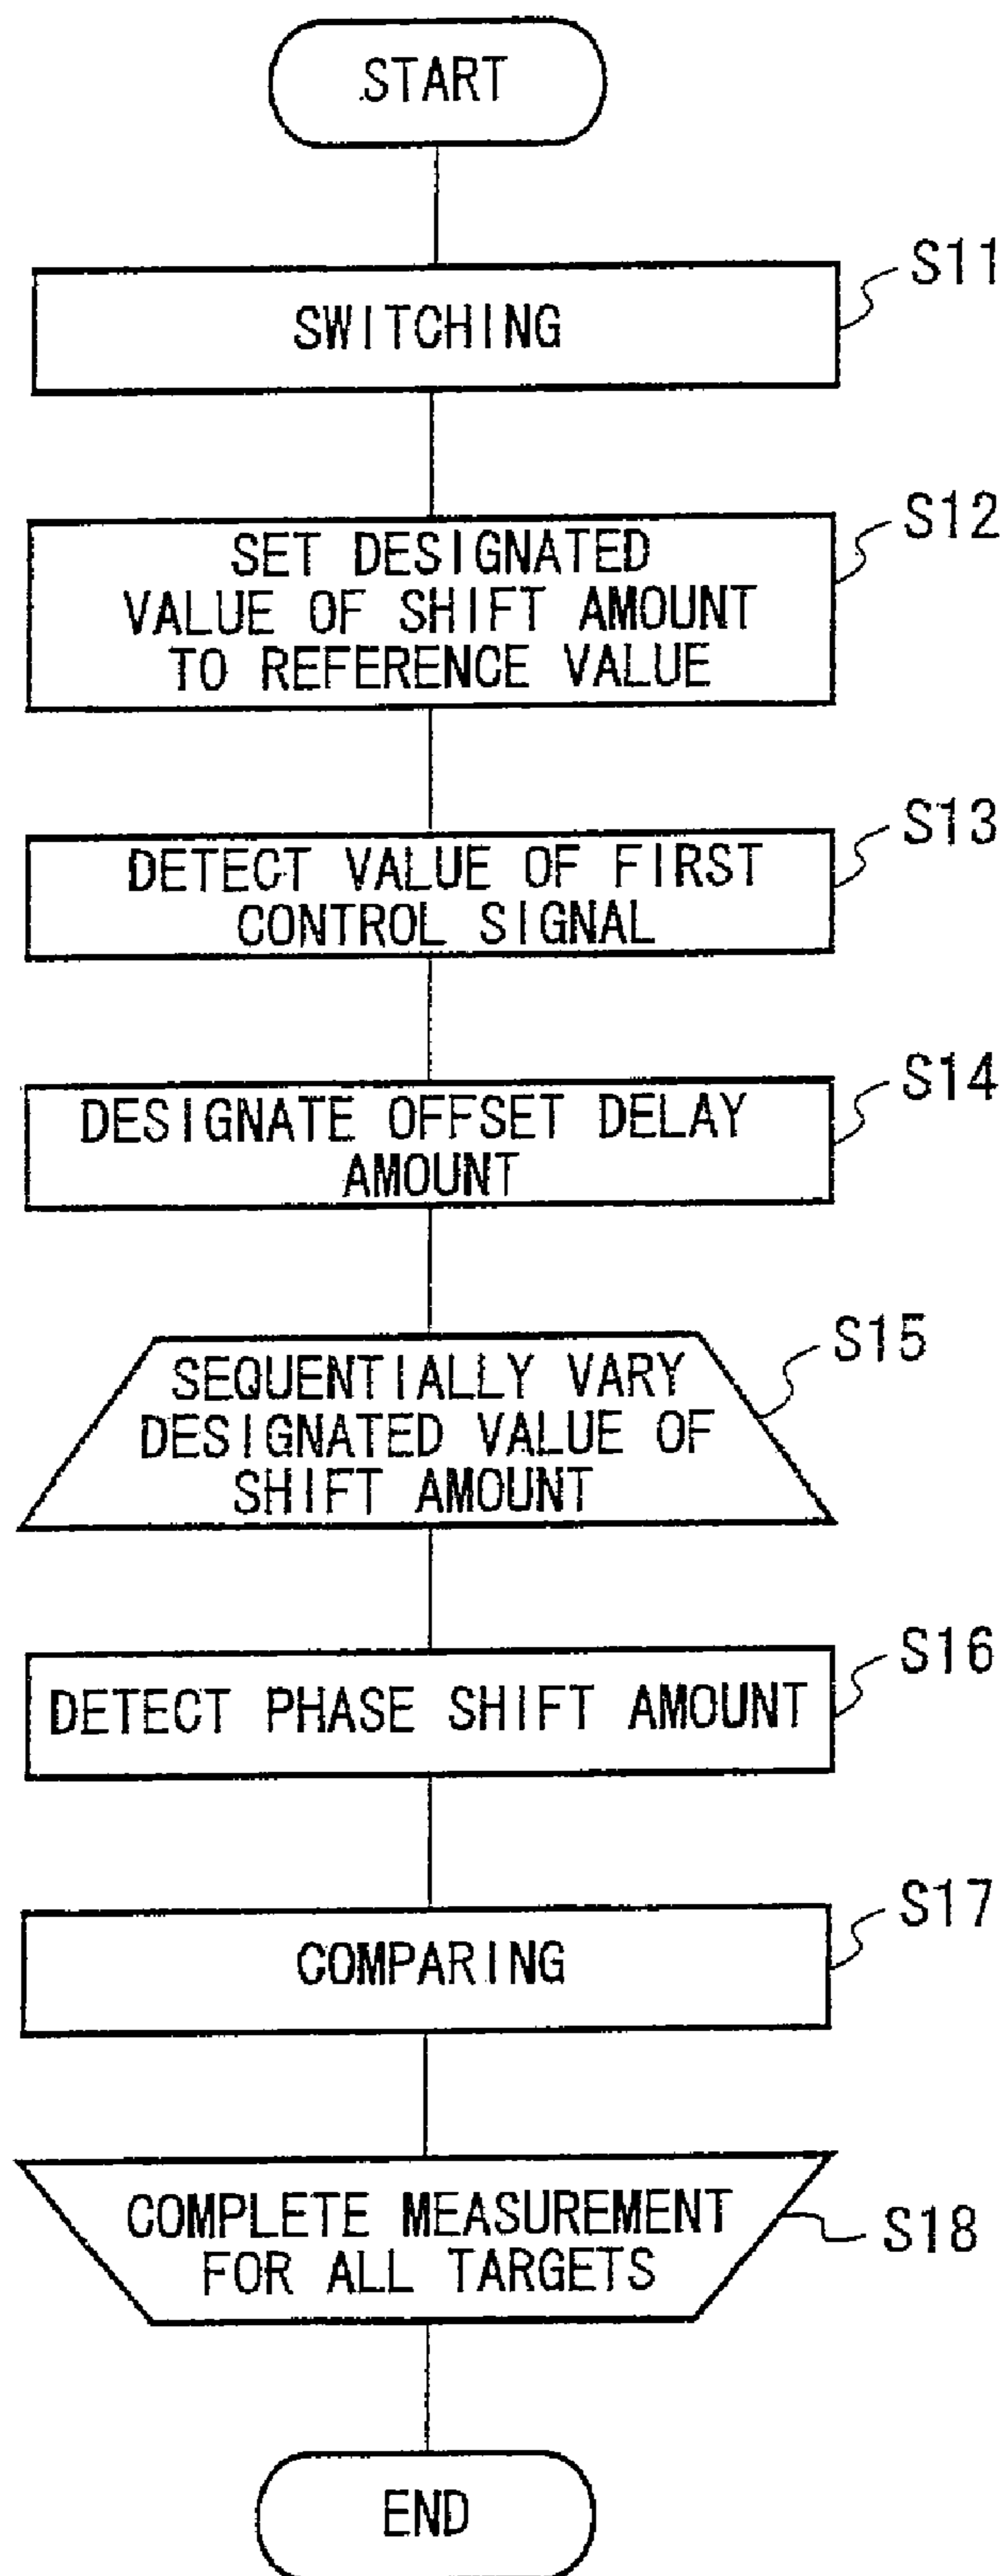 START
S11
SWITCHING
S12
SET DESIGNATED
VALUE OF SHIFT AMOUNT
TO REFERENCE VALUE
S13
DETECT VALUE OF FIRST
CONTROL SIGNAL
S14
DESIGNATE OFFSET DELAY
AMOUNT
S15
SEQUENTIALLY VARY
DESIGNATED VALUE OF
SHIFT AMOUNT
S16
DETECT PHASE SHIFT AMOUNT
S17
COMPARING
COMPLETE MEASUREMENT
FOR ALL TARGETS
S18
END